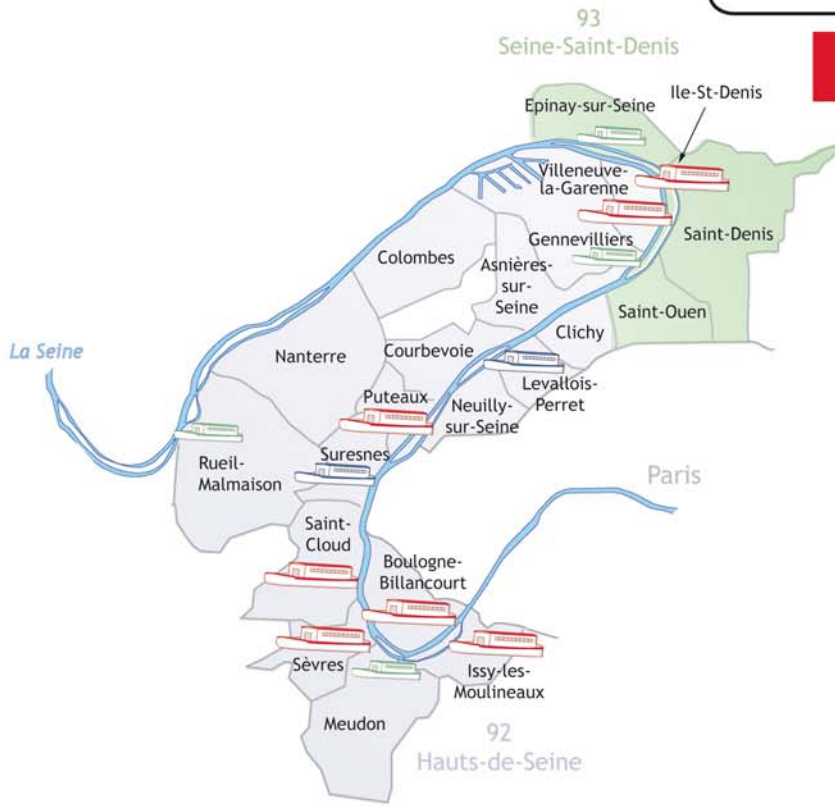 93
Seine-Saint-Denis
Ile-St-Denis
Epinay-sur-Seine
Villeneuve-
la-Garenne
Gennevilliers
Saint-Denis
Colombes
Asnières-
sur-
Seine
Saint-Ouen
Clichy
La Seine
Nanterre
Courbevoie
Levallois-
Perret
Puteaux
Neuilly-
sur-Seine
Rueil-
Malmaison
Suresnes
Paris
Saint-
Cloud
Boulogne-
Billancourt
Sèvres
Issy-les-
Moulineaux
Meudon
92
Hauts-de-Seine